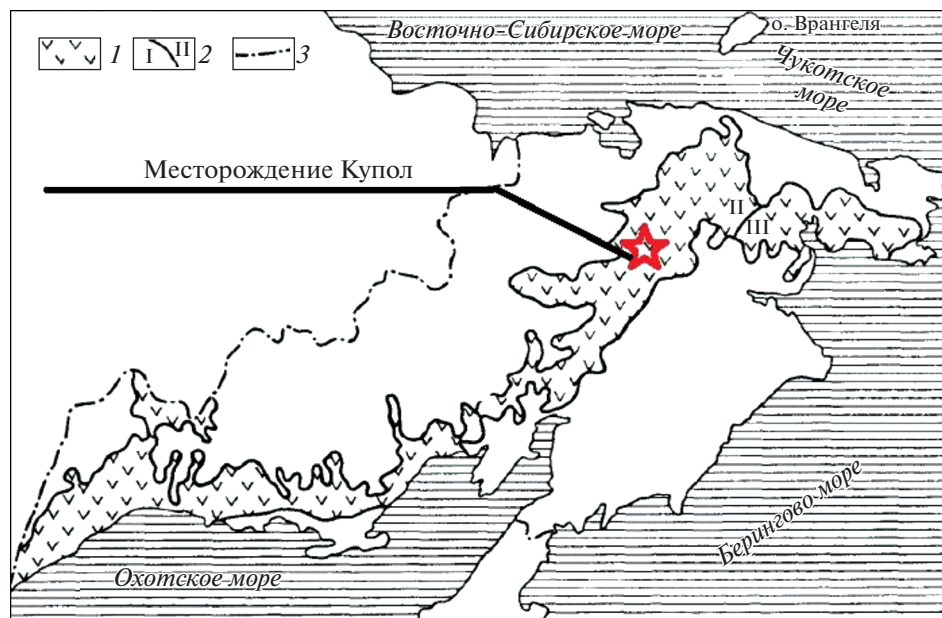 Восточно-Сибирское море
о. Врангеля
Чукотское
море
1 I II 2 3
Месторождение Купол
II
III
Берингово море
Охотское море